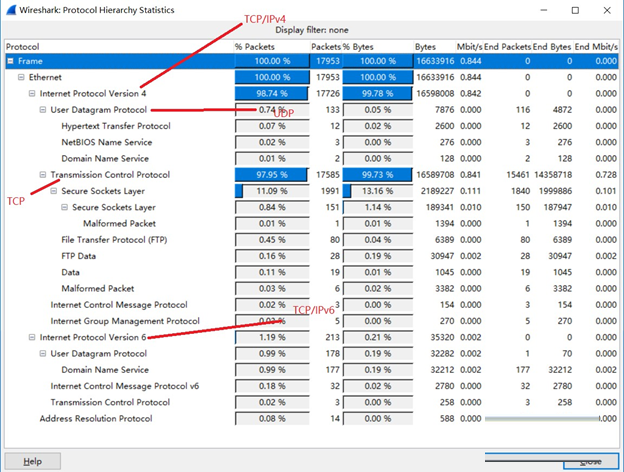 Wireshark: Protocol Hierarchy Statistics
TCP/IPv4
Display filter: none
Protocol % Packets Packets % Bytes Bytes Mbit/s End Packets End Bytes End Mbit/s
Frame 100.00 % 17953 100.00 % 16633916 0.844 0 0 0.000
Ethernet 100.00 % 17953 100.00 % 16633916 0.844 0 0 0.000
Internet Protocol Version 4 98.74 % 17726 99.78 % 16598008 0.842 0 0 0.000
User Datagram Protocol 0.74 % 133 0.05 % 7876 0.000 116 4872 0.000
UDP
Hypertext Transfer Protocol 0.07 % 12 0.02 % 2600 0.000 12 2600 0.000
NetBIOS Name Service 0.02 % 3 0.00 % 276 0.000 3 276 0.000
Domain Name Service 0.01 % 2 0.00 % 128 0.000 2 128 0.000
Transmission Control Protocol 97.95 % 17585 99.73 % 16589708 0.841 15461 14358718 0.728
TCP
Secure Sockets Layer 11.09 % 1991 13.16 % 2189227 0.111 1840 1999886 0.101
Secure Sockets Layer 0.84 % 151 1.14 % 189341 0.010 150 187947 0.010
Malformed Packet 0.01 % 1 0.01 % 1394 0.000 1 1394 0.000
File Transfer Protocol (FTP) 0.45 % 80 0.04 % 6389 0.000 80 6389 0.000
FTP Data 0.16 % 28 0.19 % 30947 0.002 28 30947 0.002
Data 0.11 % 19 0.01 % 1045 0.000 19 1045 0.000
Malformed Packet 0.03 % 6 0.02 % 3382 0.000 6 3382 0.000
Internet Control Message Protocol 0.02 % 3 0.00 % 154 0.000 3 154 0.000
TCP/IPv6
Internet Group Management Protocol 0.03 % 5 0.00 % 270 0.000 5 270 0.000
Internet Protocol Version 6 1.19 % 213 0.21 % 35320 0.002 0 0 0.000
User Datagram Protocol 0.99 % 178 0.19 % 32282 0.002 1 70 0.000
Domain Name Service 0.99 % 177 0.19 % 32212 0.002 177 32212 0.002
Internet Control Message Protocol v6 0.18 % 32 0.02 % 2780 0.000 32 2780 0.000
Transmission Control Protocol 0.02 % 3 0.00 % 258 0.000 3 258 0.000
Address Resolution Protocol 0.08 % 14 0.00 % 588 0.000
Help Close